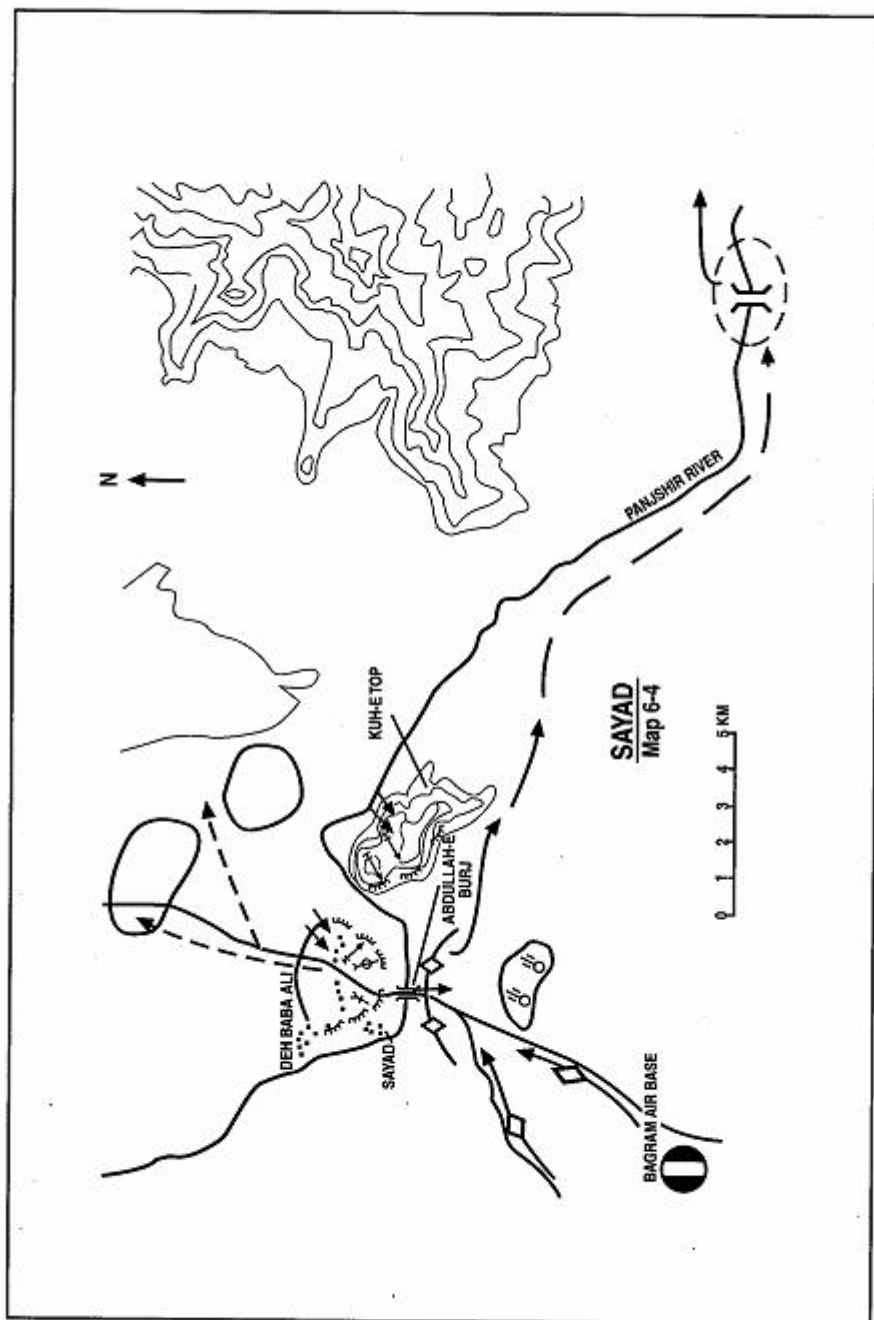 N
DEH BABA ALI
SAYAD
KUH-E TOP
ABDULLAH-E
BURJ
PANJSHIR RIVER
BAGRAM AIR BASE
SAYAD
Map 6-4
0 1 2 3 4 5 KM